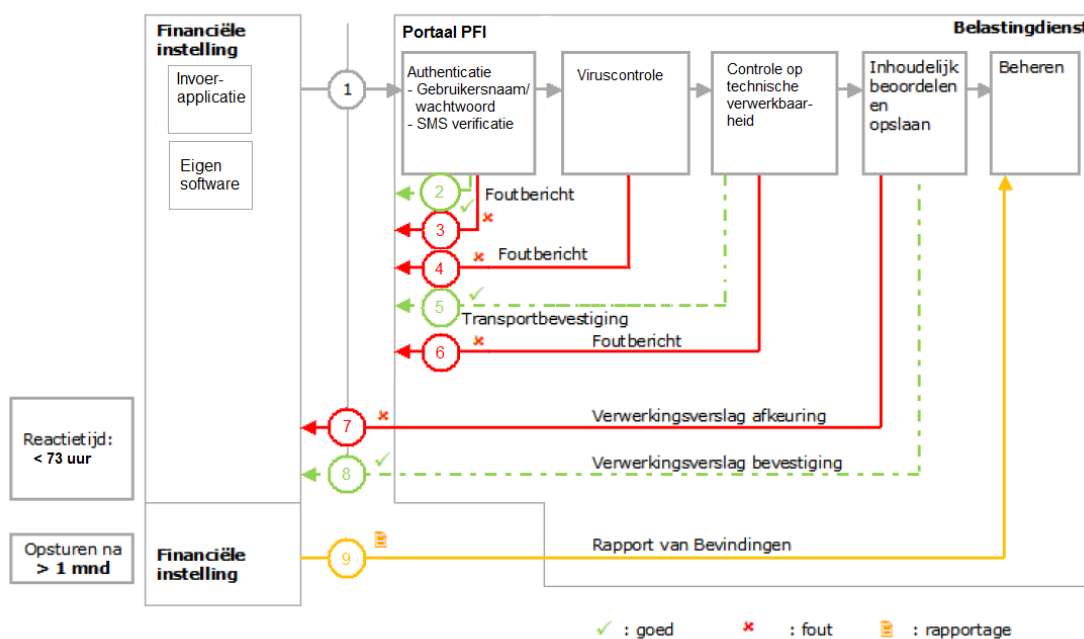 Financiële
instelling
Portaal PFI
Belastingdienst
Invoer-
applicatie
Eigen
software
1
Authenticatie
- Gebruikersnaam/
wachtwoord
- SMS verificatie
Viruscontrole
Controle op
technische
verwerkbaar-
heid
Inhoudelijk
beoordelen
en
opslaan
Beheren
2
Foutbericht
3
4
Foutbericht
5
Transportbevestiging
6
Foutbericht
7
Verwerkingsverslag afkeuring
8
Verwerkingsverslag bevestiging
Reactietijd:
< 73 uur
Opsturen na
> 1 mnd
Financiële
instelling
9
Rapport van Bevindingen
: goed
: fout
: rapportage